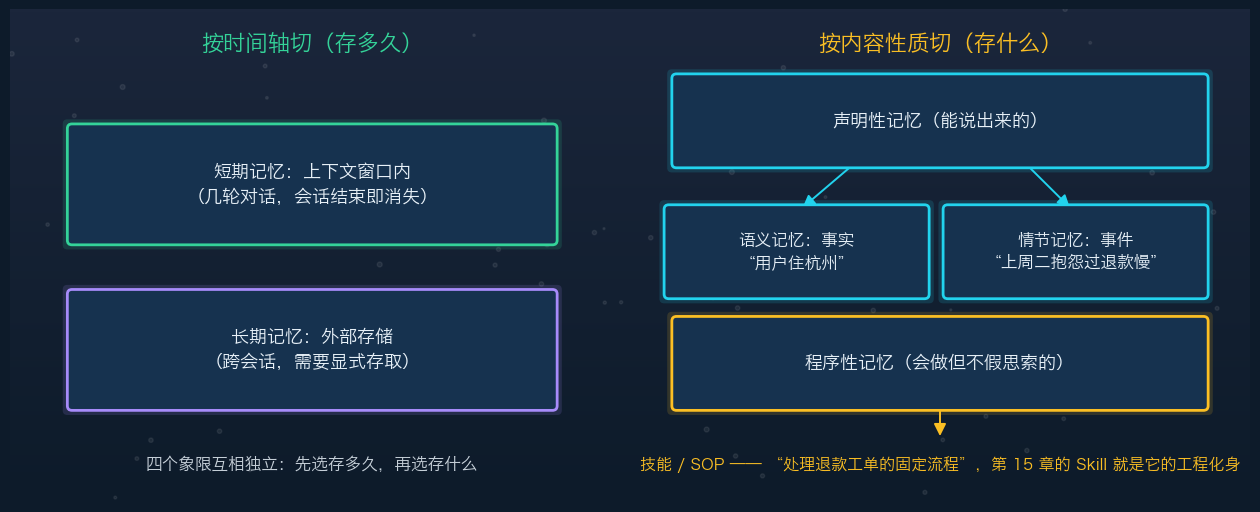 按时间轴切（存多久）
短期记忆：上下文窗口内
（几轮对话，会话结束即消失）
长期记忆：外部存储
（跨会话，需要显式存取）
四个象限互相独立：先选存多久，再选存什么
按内容性质切（存什么）
声明性记忆（能说出来的）
语义记忆：事实
“用户住杭州”
情节记忆：事件
“上周二抱怨过退款慢”
程序性记忆（会做但不假思索的）
技能 / SOP —— “处理退款工单的固定流程”，第 15 章的 Skill 就是它的工程化身